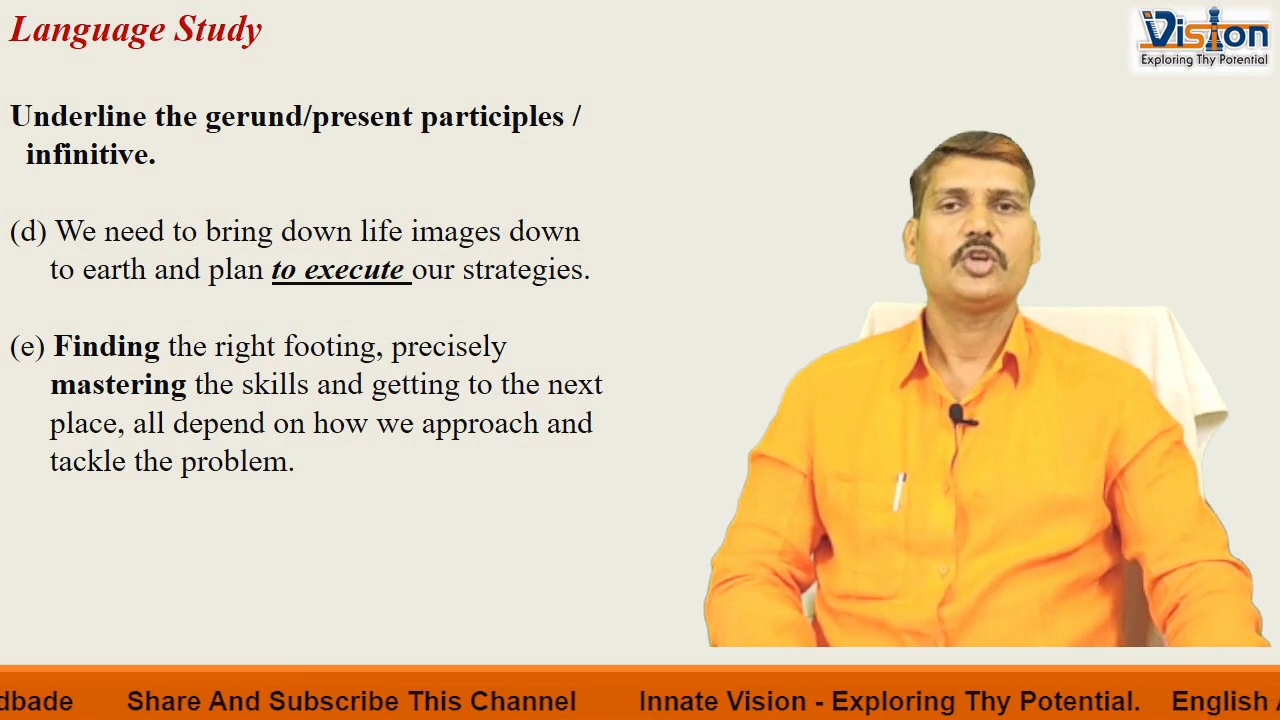 Language Study
Vision
Exploring Thy Potential
Underline the gerund/present participles /
infinitive.
(d) We need to bring down life images down
to earth and plan to execute our strategies.
(e) Finding the right footing, precisely
mastering the skills and getting to the next
place, all depend on how we approach and
tackle the problem.
dbade Share And Subscribe This Channel Innate Vision - Exploring Thy Potential. English